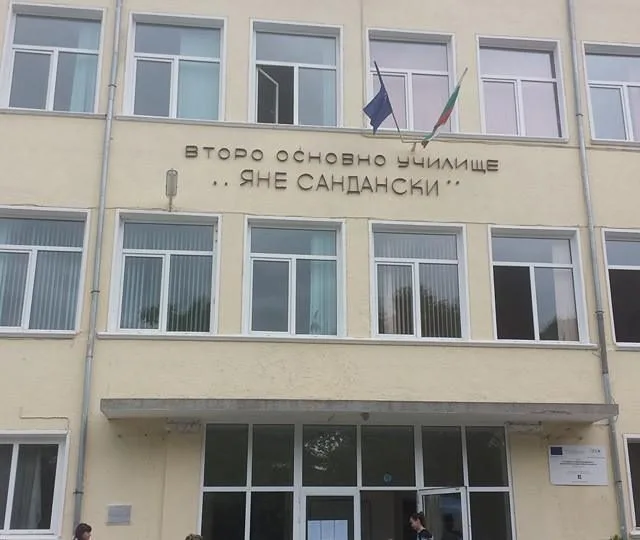 ВТОРО ОСНОВНО УЧИЛИЩЕ
,, ЯНЕ САНДАНСКИ ''